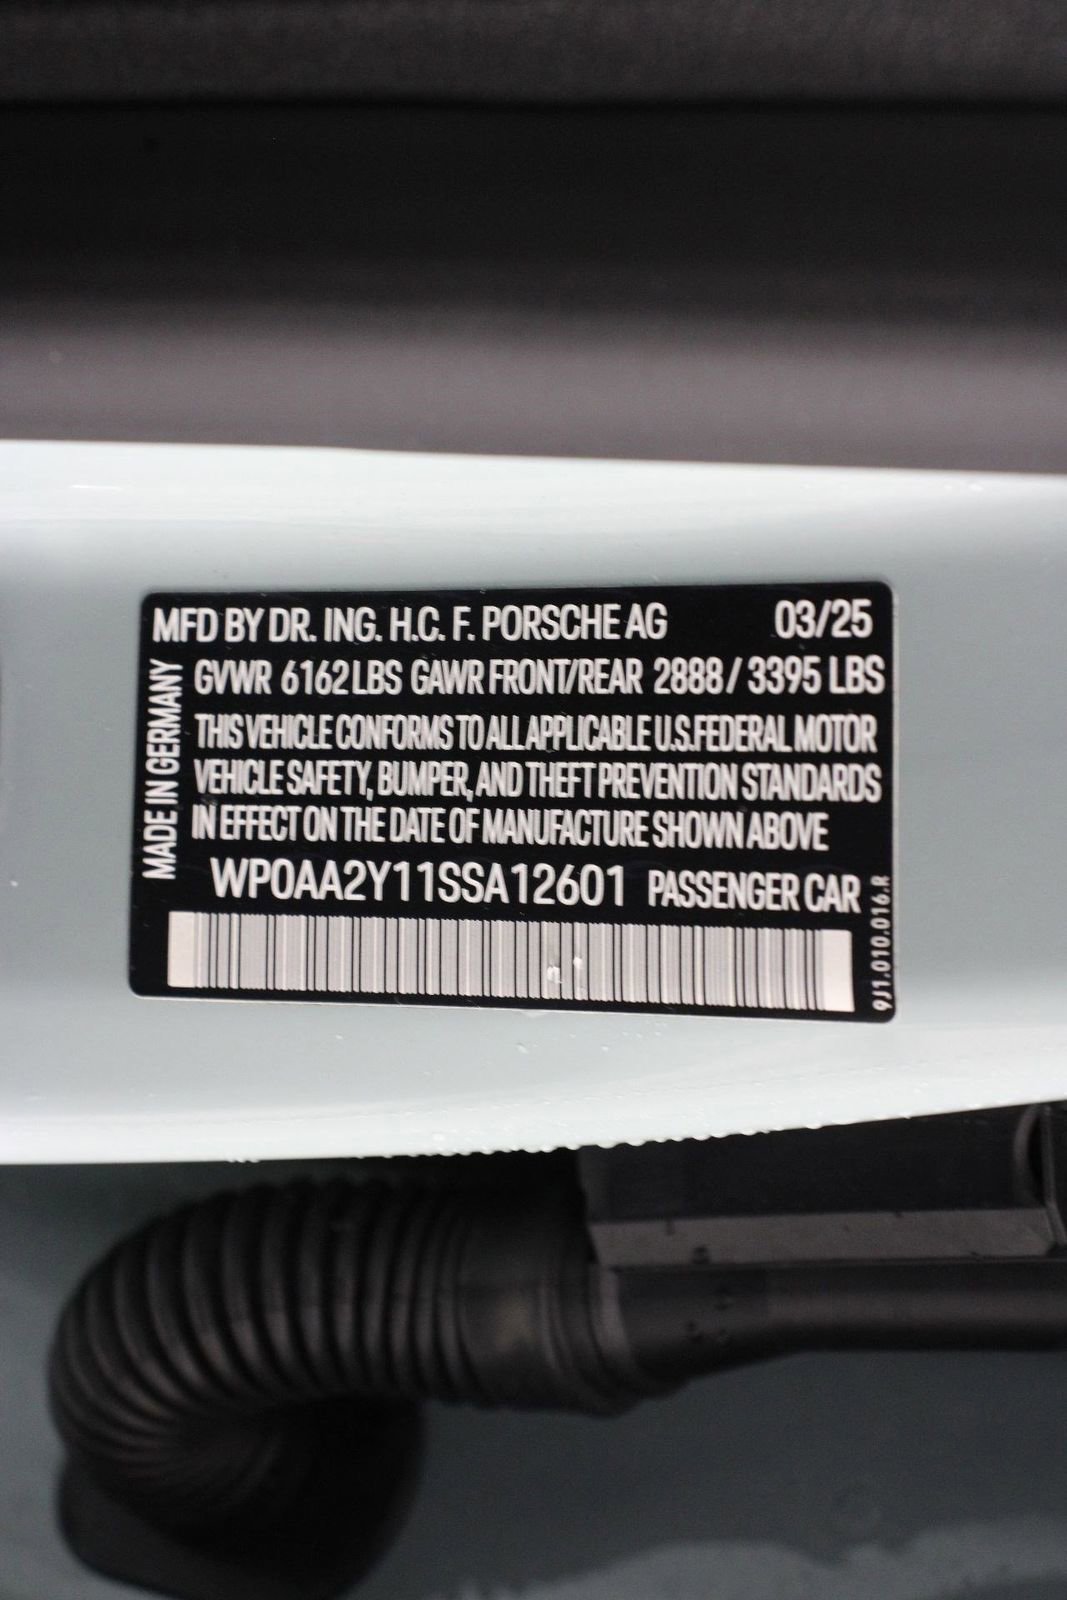 MFD BY DR. ING. H.C. F. PORSCHE AG 03/25
GVWR 6162 LBS GAWR FRONT/REAR 2888 / 3395 LBS
THIS VEHICLE CONFORMS TO ALL APPLICABLE U.S. FEDERAL MOTOR
VEHICLE SAFETY, BUMPER, AND THEFT PREVENTION STANDARDS
IN EFFECT ON THE DATE OF MANUFACTURE SHOWN ABOVE
WP0AA2Y11SSA12601 PASSENGER CAR
MADE IN GERMANY
9J1.010.016.R